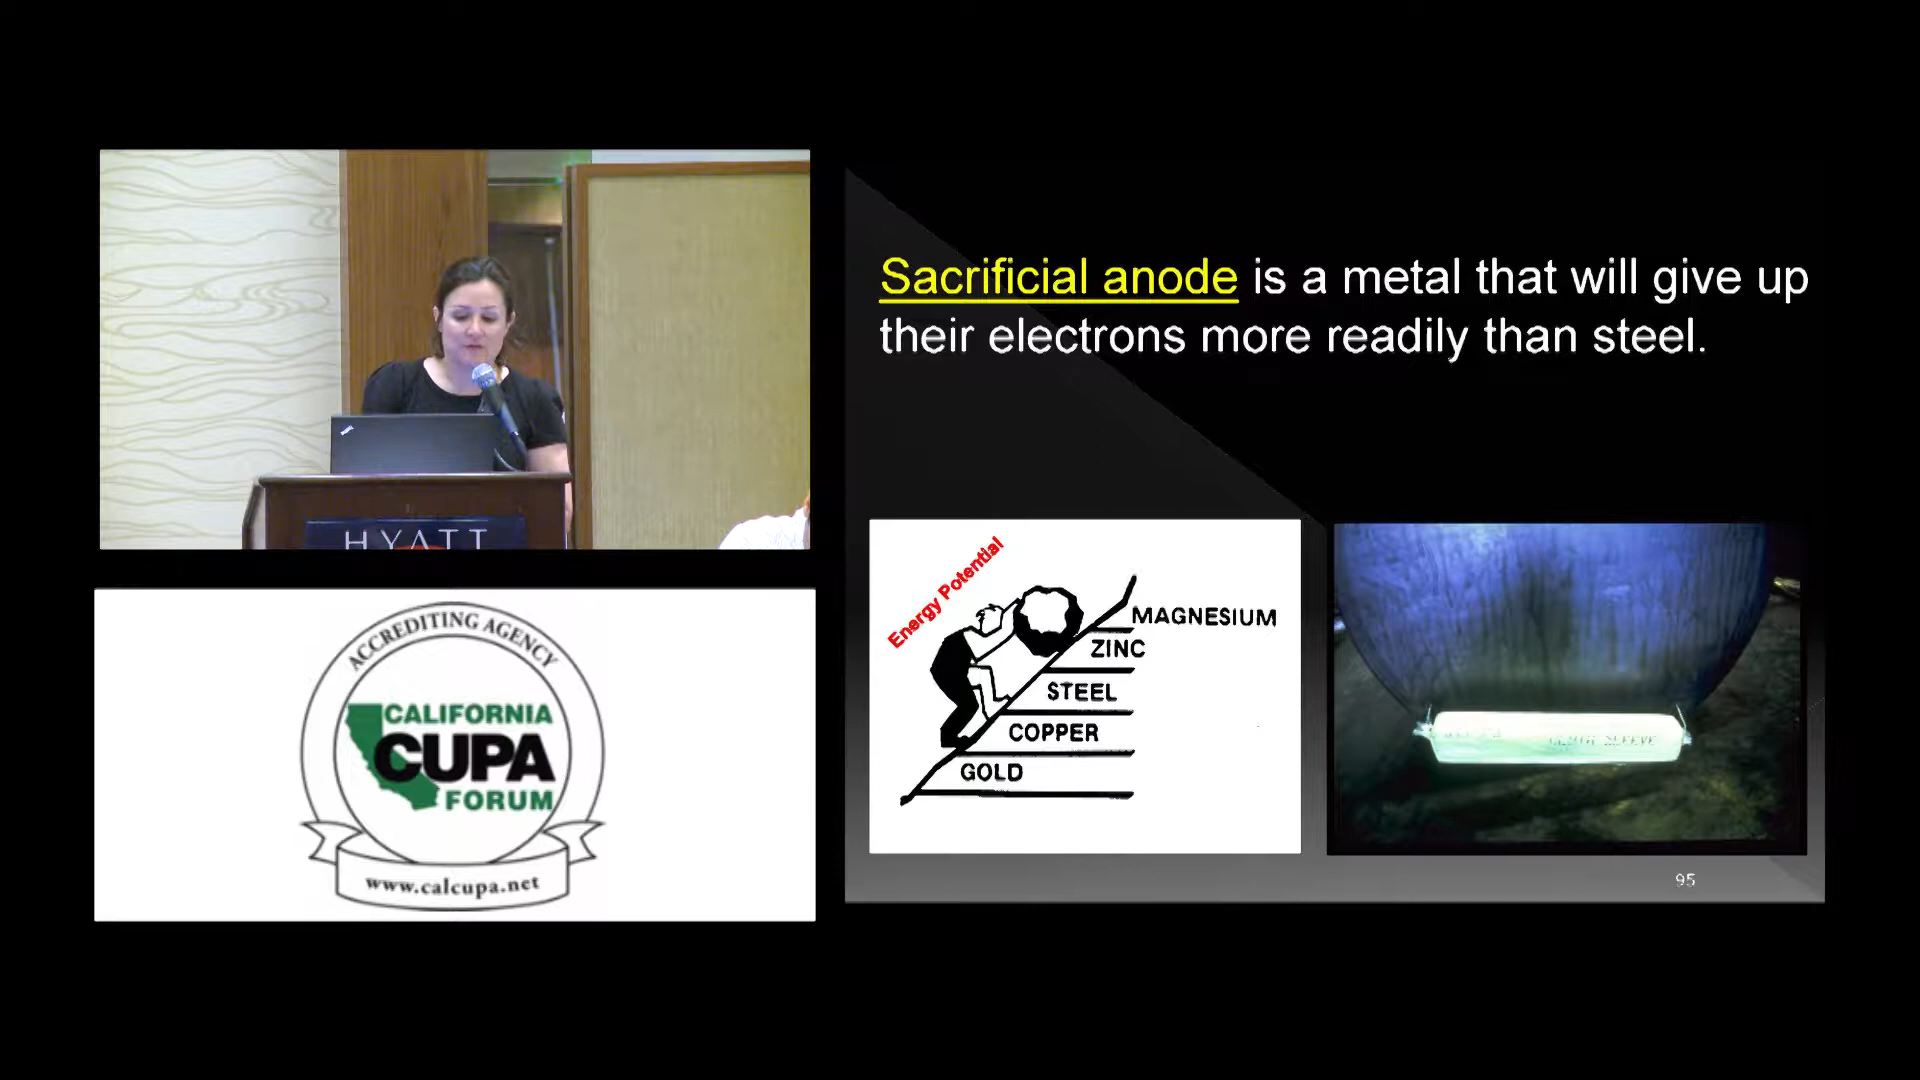 HYATT
ACCREDITING AGENCY
CALIFORNIA
CUPA
FORUM
www.calcupa.net
Sacrificial anode is a metal that will give up
their electrons more readily than steel.
Energy Potential
MAGNESIUM
ZINC
STEEL
COPPER
GOLD
SLEEVE
95